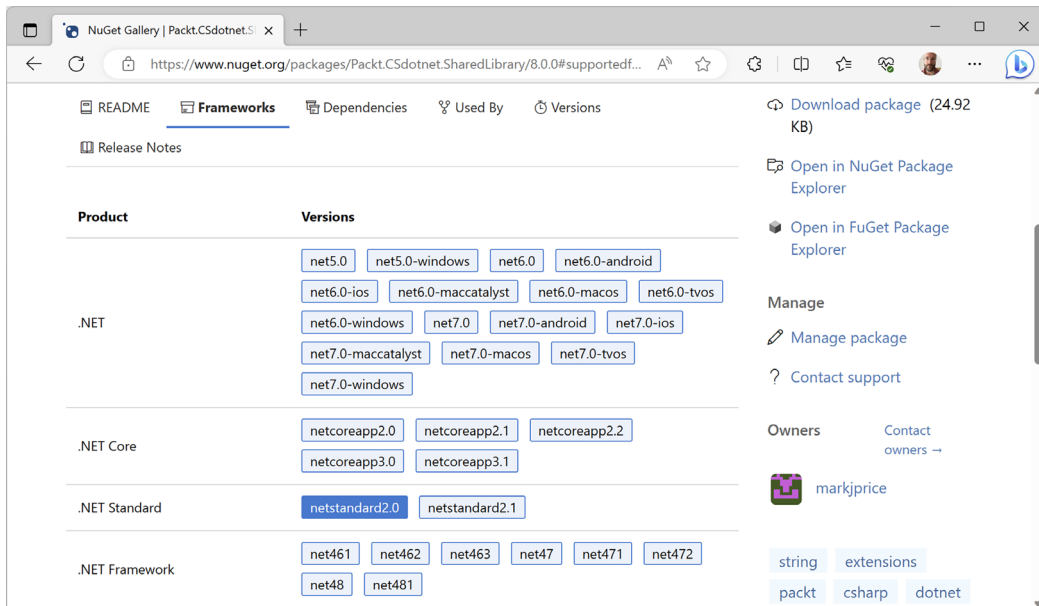 NuGet Gallery | Packt.CSdotnet.S
https://www.nuget.org/packages/Packt.CSdotnet.SharedLibrary/8.0.0#supportedf...
README Frameworks Dependencies Used By Versions
Release Notes
Product Versions
.NET
net5.0 net5.0-windows net6.0 net6.0-android
net6.0-ios net6.0-maccatalyst net6.0-macos net6.0-tvos
net6.0-windows net7.0 net7.0-android net7.0-ios
net7.0-maccatalyst net7.0-macos net7.0-tvos
net7.0-windows
.NET Core
netcoreapp2.0 netcoreapp2.1 netcoreapp2.2
netcoreapp3.0 netcoreapp3.1
.NET Standard netstandard2.0 netstandard2.1
.NET Framework
net461 net462 net463 net47 net471 net472
net48 net481
Download package (24.92
KB)
Open in NuGet Package
Explorer
Open in FuGet Package
Explorer
Manage
Manage package
? Contact support
Owners Contact
owners →
markjprice
string extensions
packt csharp dotnet